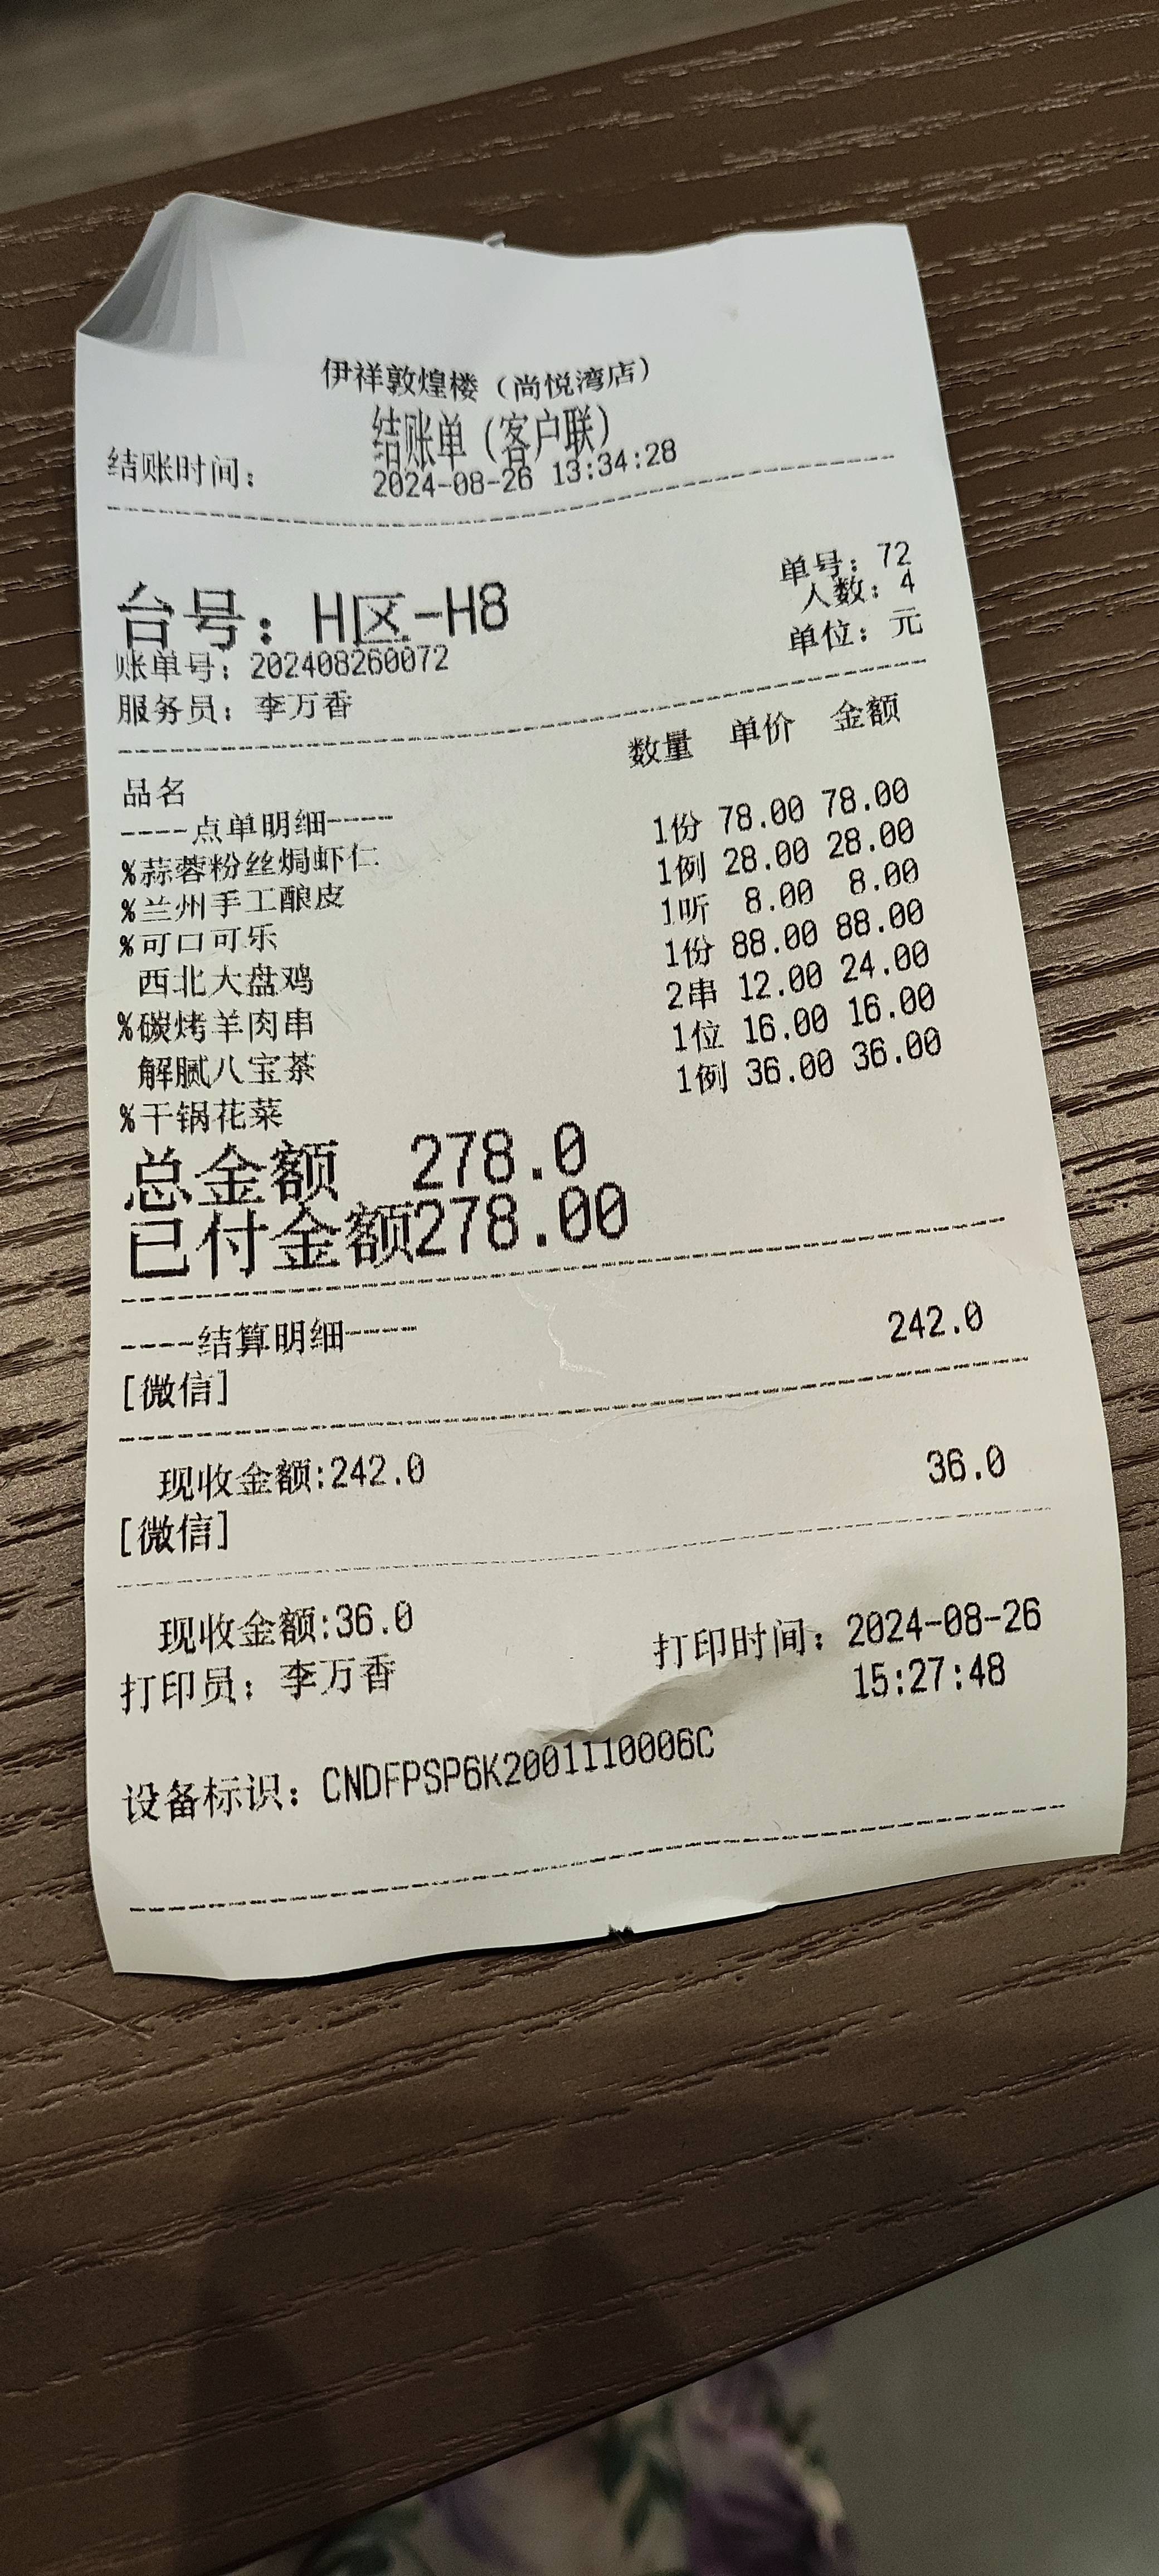 伊祥敦煌楼（尚悦湾店）
结账单（客户联）
结账时间： 2024-08-26 13:34:28
单号：72
台号：H区-H8 人数：4
账单号：202408260072 单位：元
服务员：李万香
品名 数量 单价 金额
----点单明细----
%蒜蓉粉丝焗虾仁 1份 78.00 78.00
%兰州手工酿皮 1例 28.00 28.00
%可口可乐 1听 8.00 8.00
西北大盘鸡 1份 88.00 88.00
%碳烤羊肉串 2串 12.00 24.00
解腻八宝茶 1位 16.00 16.00
%干锅花菜 1例 36.00 36.00
总金额 278.0
已付金额278.00
----结算明细----
[微信] 242.0
现收金额:242.0
[微信] 36.0
现收金额:36.0
打印员：李万香 打印时间：2024-08-26
15:27:48
设备标识：CNDFPSP6K2001110006C